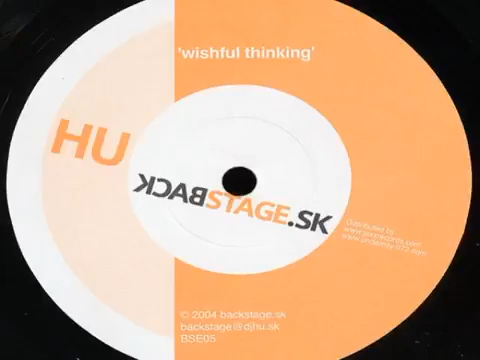 'wishful thinking'
HU
BACKSTAGE.SK
Distributed by
© 2004 backstage.sk
backstage@djhu.sk
BSE05